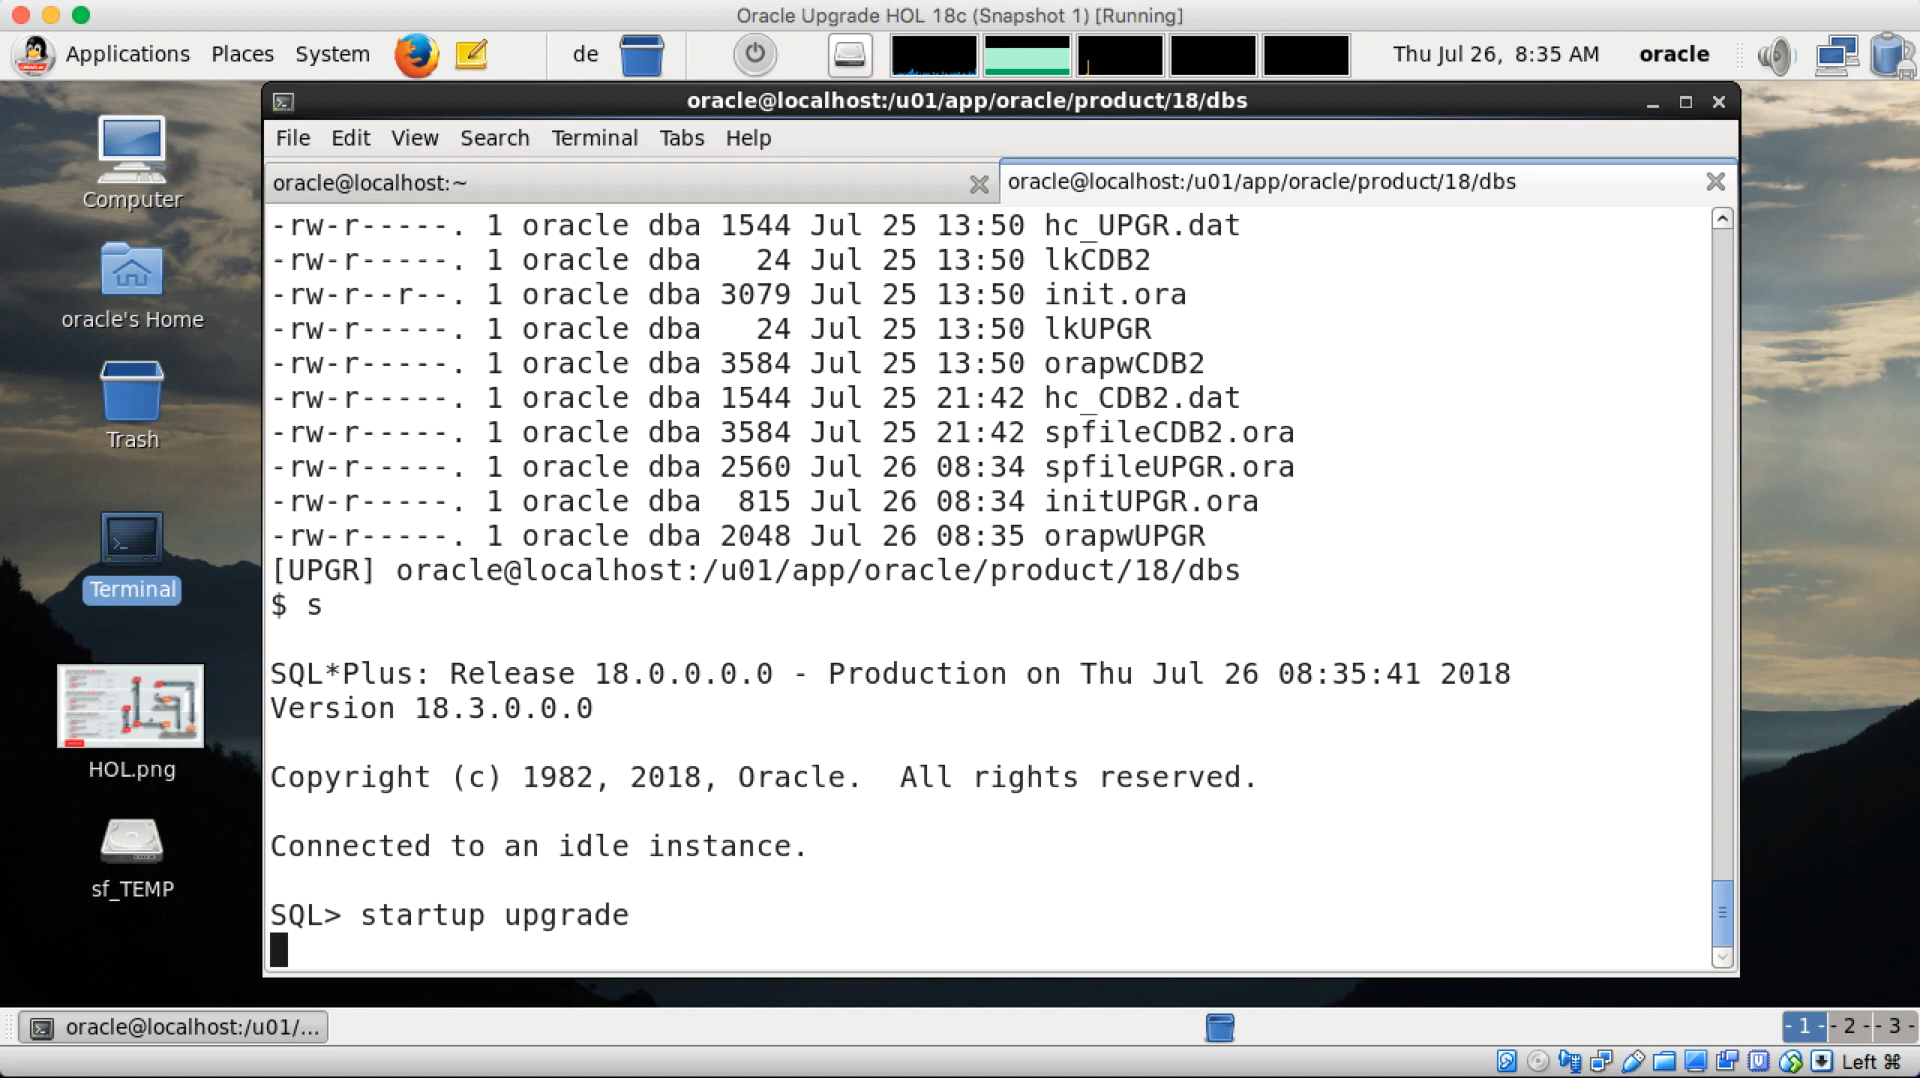 Oracle Upgrade HOL 18c (Snapshot 1) [Running]
Applications Places System de Thu Jul 26, 8:35 AM oracle
oracle@localhost:/u01/app/oracle/product/18/dbs
File Edit View Search Terminal Tabs Help
oracle@localhost:~ oracle@localhost:/u01/app/oracle/product/18/dbs
-rw-r-----. 1 oracle dba 1544 Jul 25 13:50 hc_UPGR.dat
-rw-r-----. 1 oracle dba   24 Jul 25 13:50 lkCDB2
-rw-r--r--. 1 oracle dba 3079 Jul 25 13:50 init.ora
-rw-r-----. 1 oracle dba   24 Jul 25 13:50 lkUPGR
-rw-r-----. 1 oracle dba 3584 Jul 25 13:50 orapwCDB2
-rw-r-----. 1 oracle dba 1544 Jul 25 21:42 hc_CDB2.dat
-rw-r-----. 1 oracle dba 3584 Jul 25 21:42 spfileCDB2.ora
-rw-r-----. 1 oracle dba 2560 Jul 26 08:34 spfileUPGR.ora
-rw-r-----. 1 oracle dba  815 Jul 26 08:34 initUPGR.ora
-rw-r-----. 1 oracle dba 2048 Jul 26 08:35 orapwUPGR
[UPGR] oracle@localhost:/u01/app/oracle/product/18/dbs
$ s
SQL*Plus: Release 18.0.0.0.0 - Production on Thu Jul 26 08:35:41 2018
Version 18.3.0.0.0
Copyright (c) 1982, 2018, Oracle.  All rights reserved.
Connected to an idle instance.
SQL> startup upgrade
Computer
oracle's Home
Trash
Terminal
HOL.png
sf_TEMP
oracle@localhost:/u01/...
- 1 - - 2 - - 3 -
Left ⌘